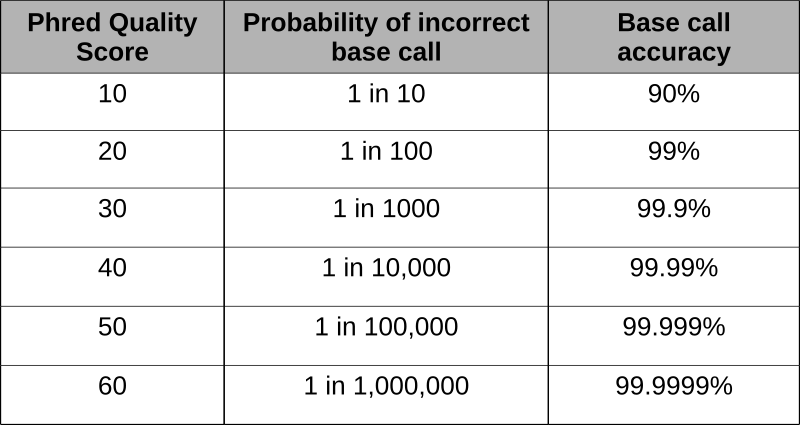 Phred Quality Score
Probability of incorrect base call
Base call accuracy
10 1 in 10 90%
20 1 in 100 99%
30 1 in 1000 99.9%
40 1 in 10,000 99.99%
50 1 in 100,000 99.999%
60 1 in 1,000,000 99.9999%